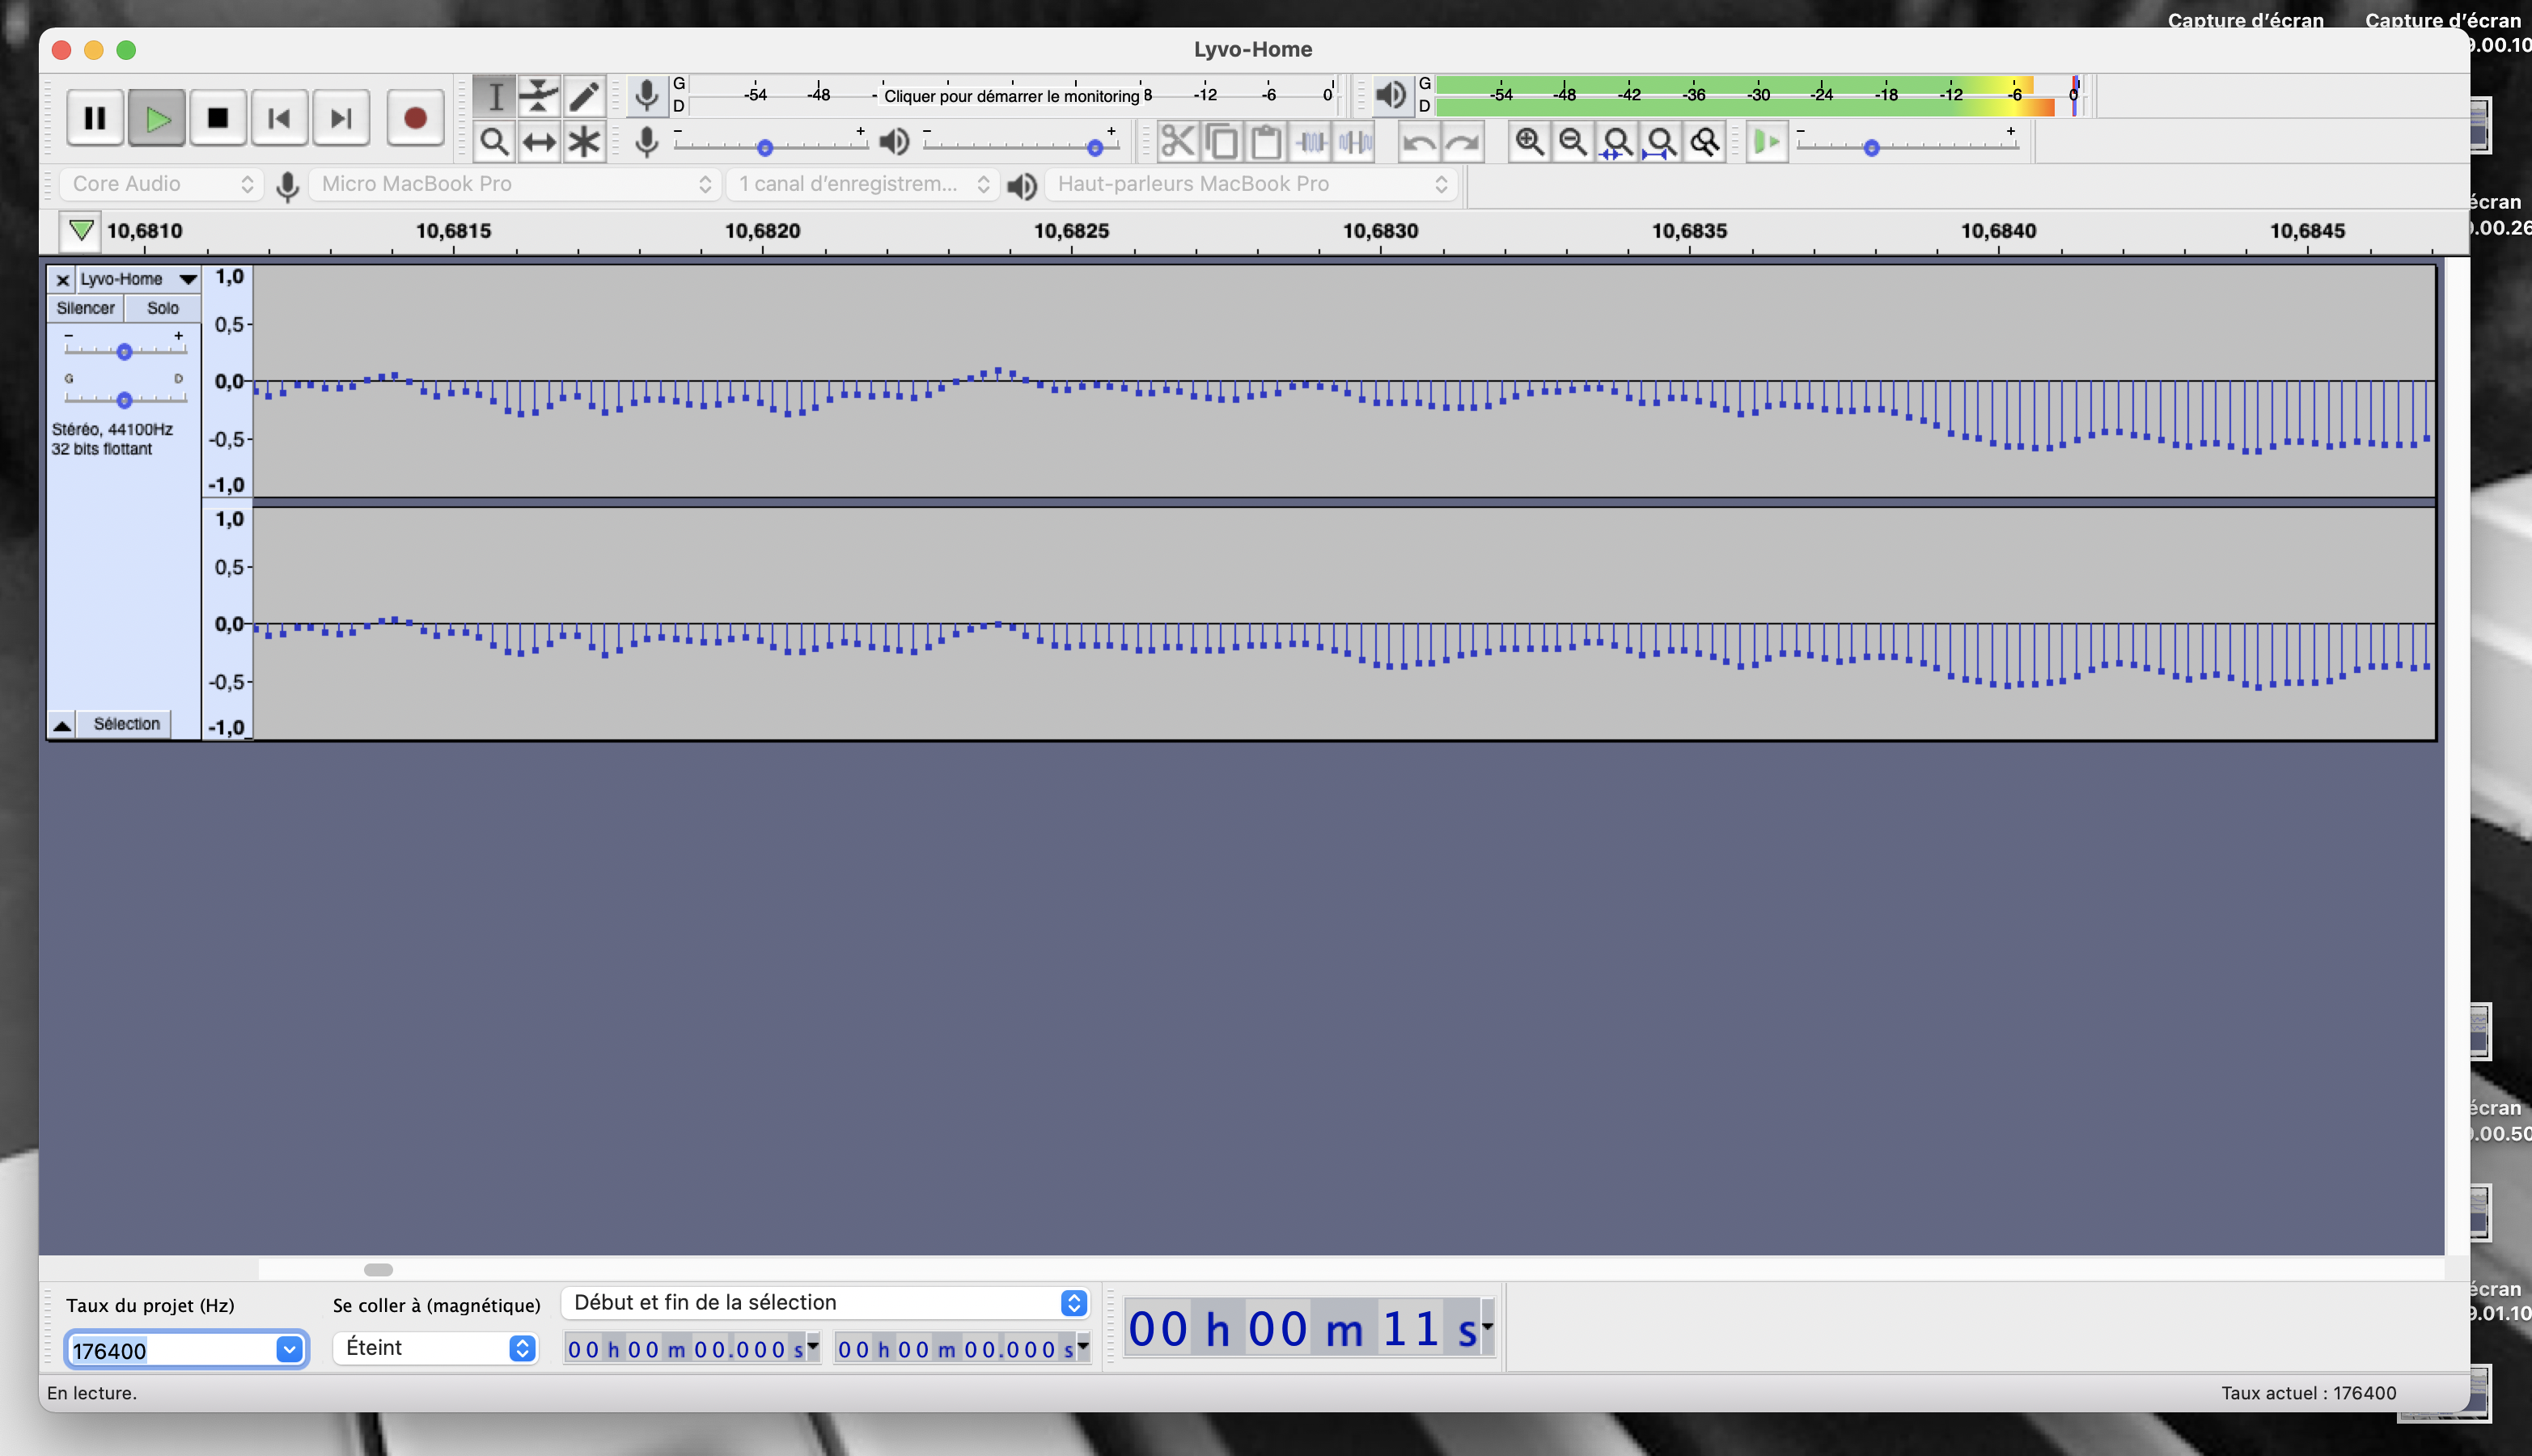 Capture d'écran Capture d'écran
9.00.10
Lyvo-Home
G -54 -48 - Cliquer pour démarrer le monitoring 8 -12 -6 0
D
G -54 -48 -42 -36 -30 -24 -18 -12 -6 0
D
- + - + - +
Core Audio Micro MacBook Pro 1 canal d'enregistrem... Haut-parleurs MacBook Pro
écran
0.00.26
10,6810 10,6815 10,6820 10,6825 10,6830 10,6835 10,6840 10,6845
x Lyvo-Home
Silencer Solo
- +
G D
Stéréo, 44100Hz
32 bits flottant
1,0
0,5
0,0
-0,5
-1,0
1,0
0,5
0,0
-0,5
-1,0
Sélection
écran
0.00.50
écran
9.01.10
Taux du projet (Hz) Se coller à (magnétique) Début et fin de la sélection
176400 Éteint 00 h 00 m 00.000 s 00 h 00 m 00.000 s 00 h 00 m 11 s
En lecture. Taux actuel : 176400